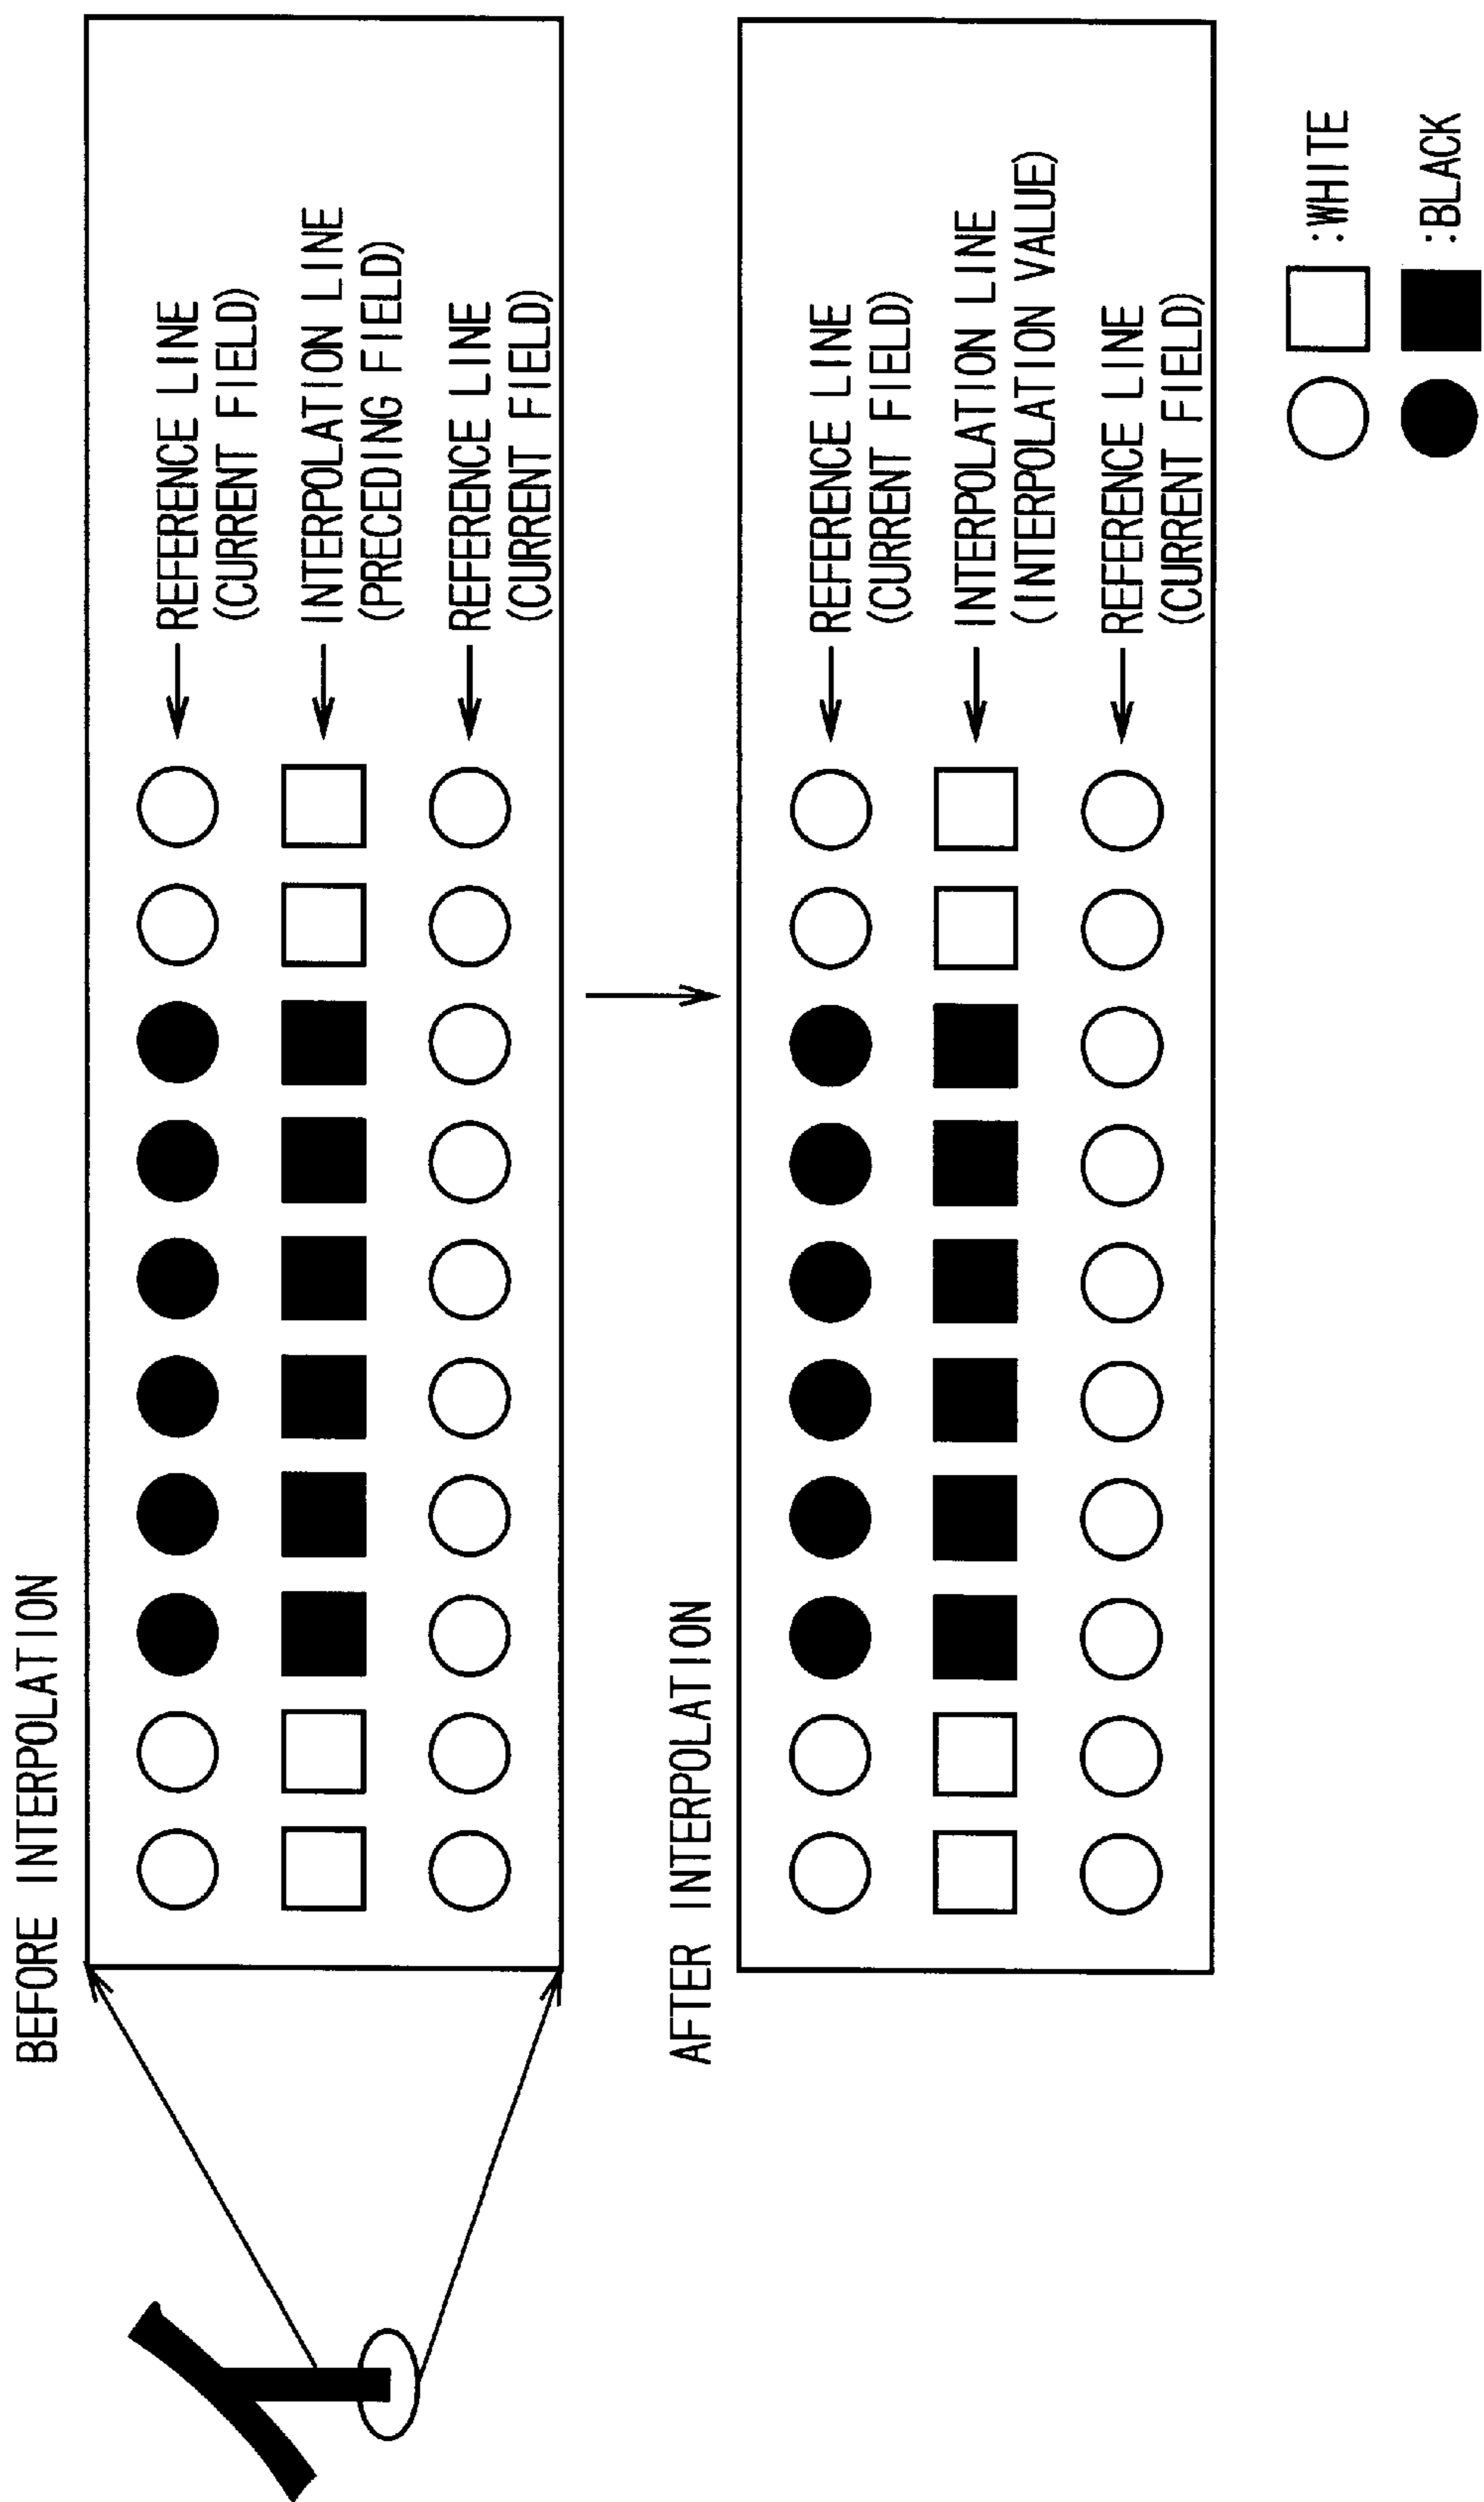 BEFORE INTERPOLATION
REFERENCE LINE
(CURRENT FIELD)
INTERPOLATION LINE
(PRECEDING FIELD)
REFERENCE LINE
(CURRENT FIELD)
AFTER INTERPOLATION
REFERENCE LINE
(CURRENT FIELD)
INTERPOLATION LINE
(INTERPOLATION VALUE)
REFERENCE LINE
(CURRENT FIELD)
:WHITE
:BLACK